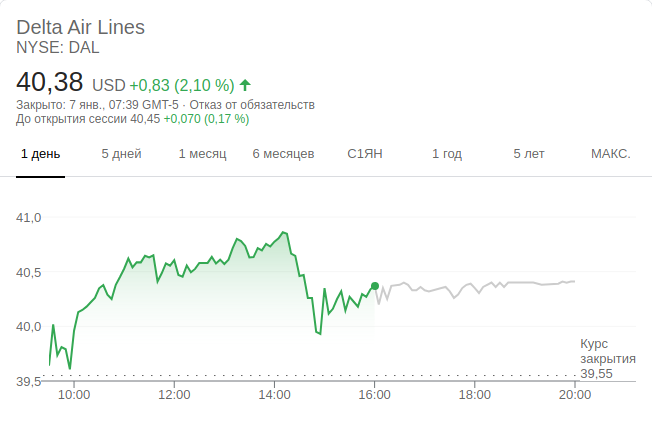 Delta Air Lines
NYSE: DAL
40,38 USD +0,83 (2,10 %)
Закрыто: 7 янв., 07:39 GMT-5 · Отказ от обязательств
До открытия сессии 40,45 +0,070 (0,17 %)
1 день 5 дней 1 месяц 6 месяцев С1ЯН 1 год 5 лет МАКС.
41,0
40,5
40,0
Курс
закрытия
39,55
39,5
10:00 12:00 14:00 16:00 18:00 20:00